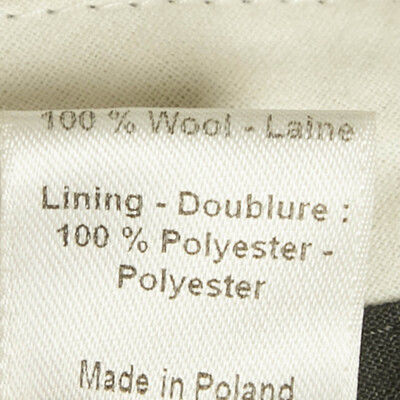 100 % Wool - Laine
Lining - Doublure :
100 % Polyester -
Polyester
Made in Poland